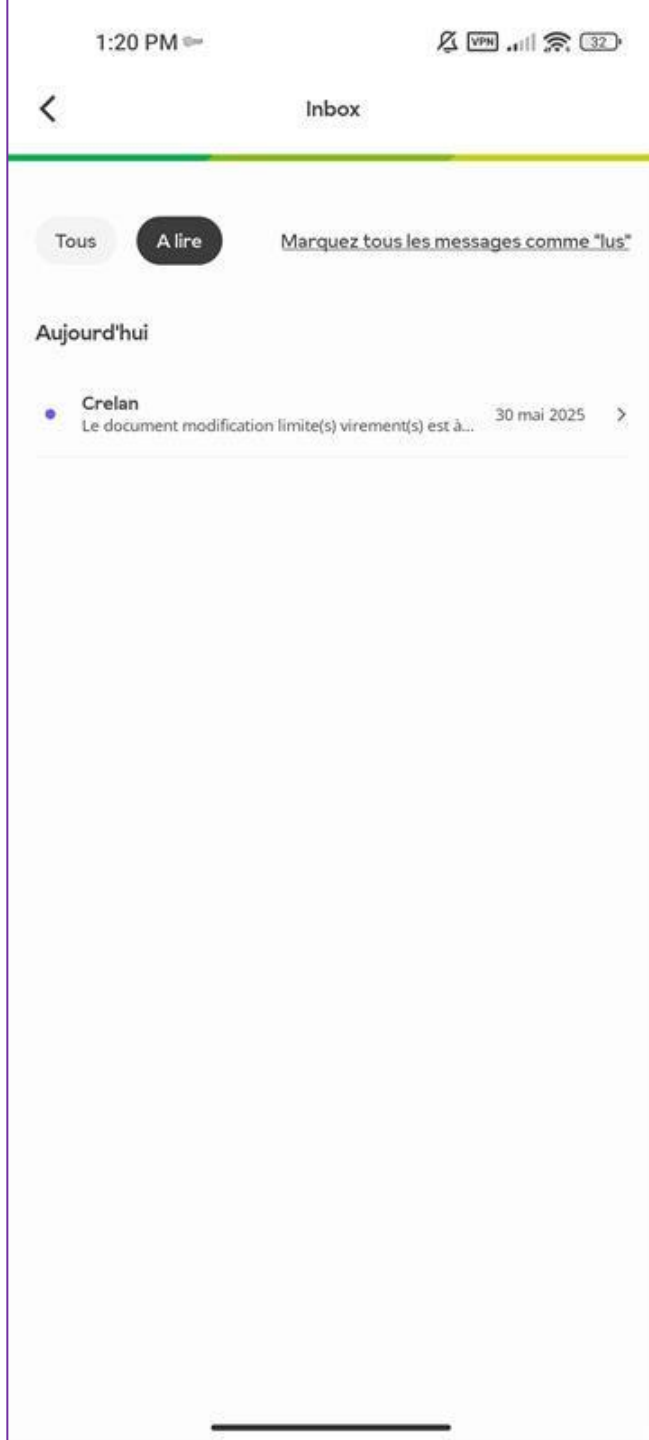 1:20 PM
VPN
32
Inbox
Tous
A lire
Marquez tous les messages comme "lus"
Aujourd'hui
Crelan
Le document modification limite(s) virement(s) est à...
30 mai 2025